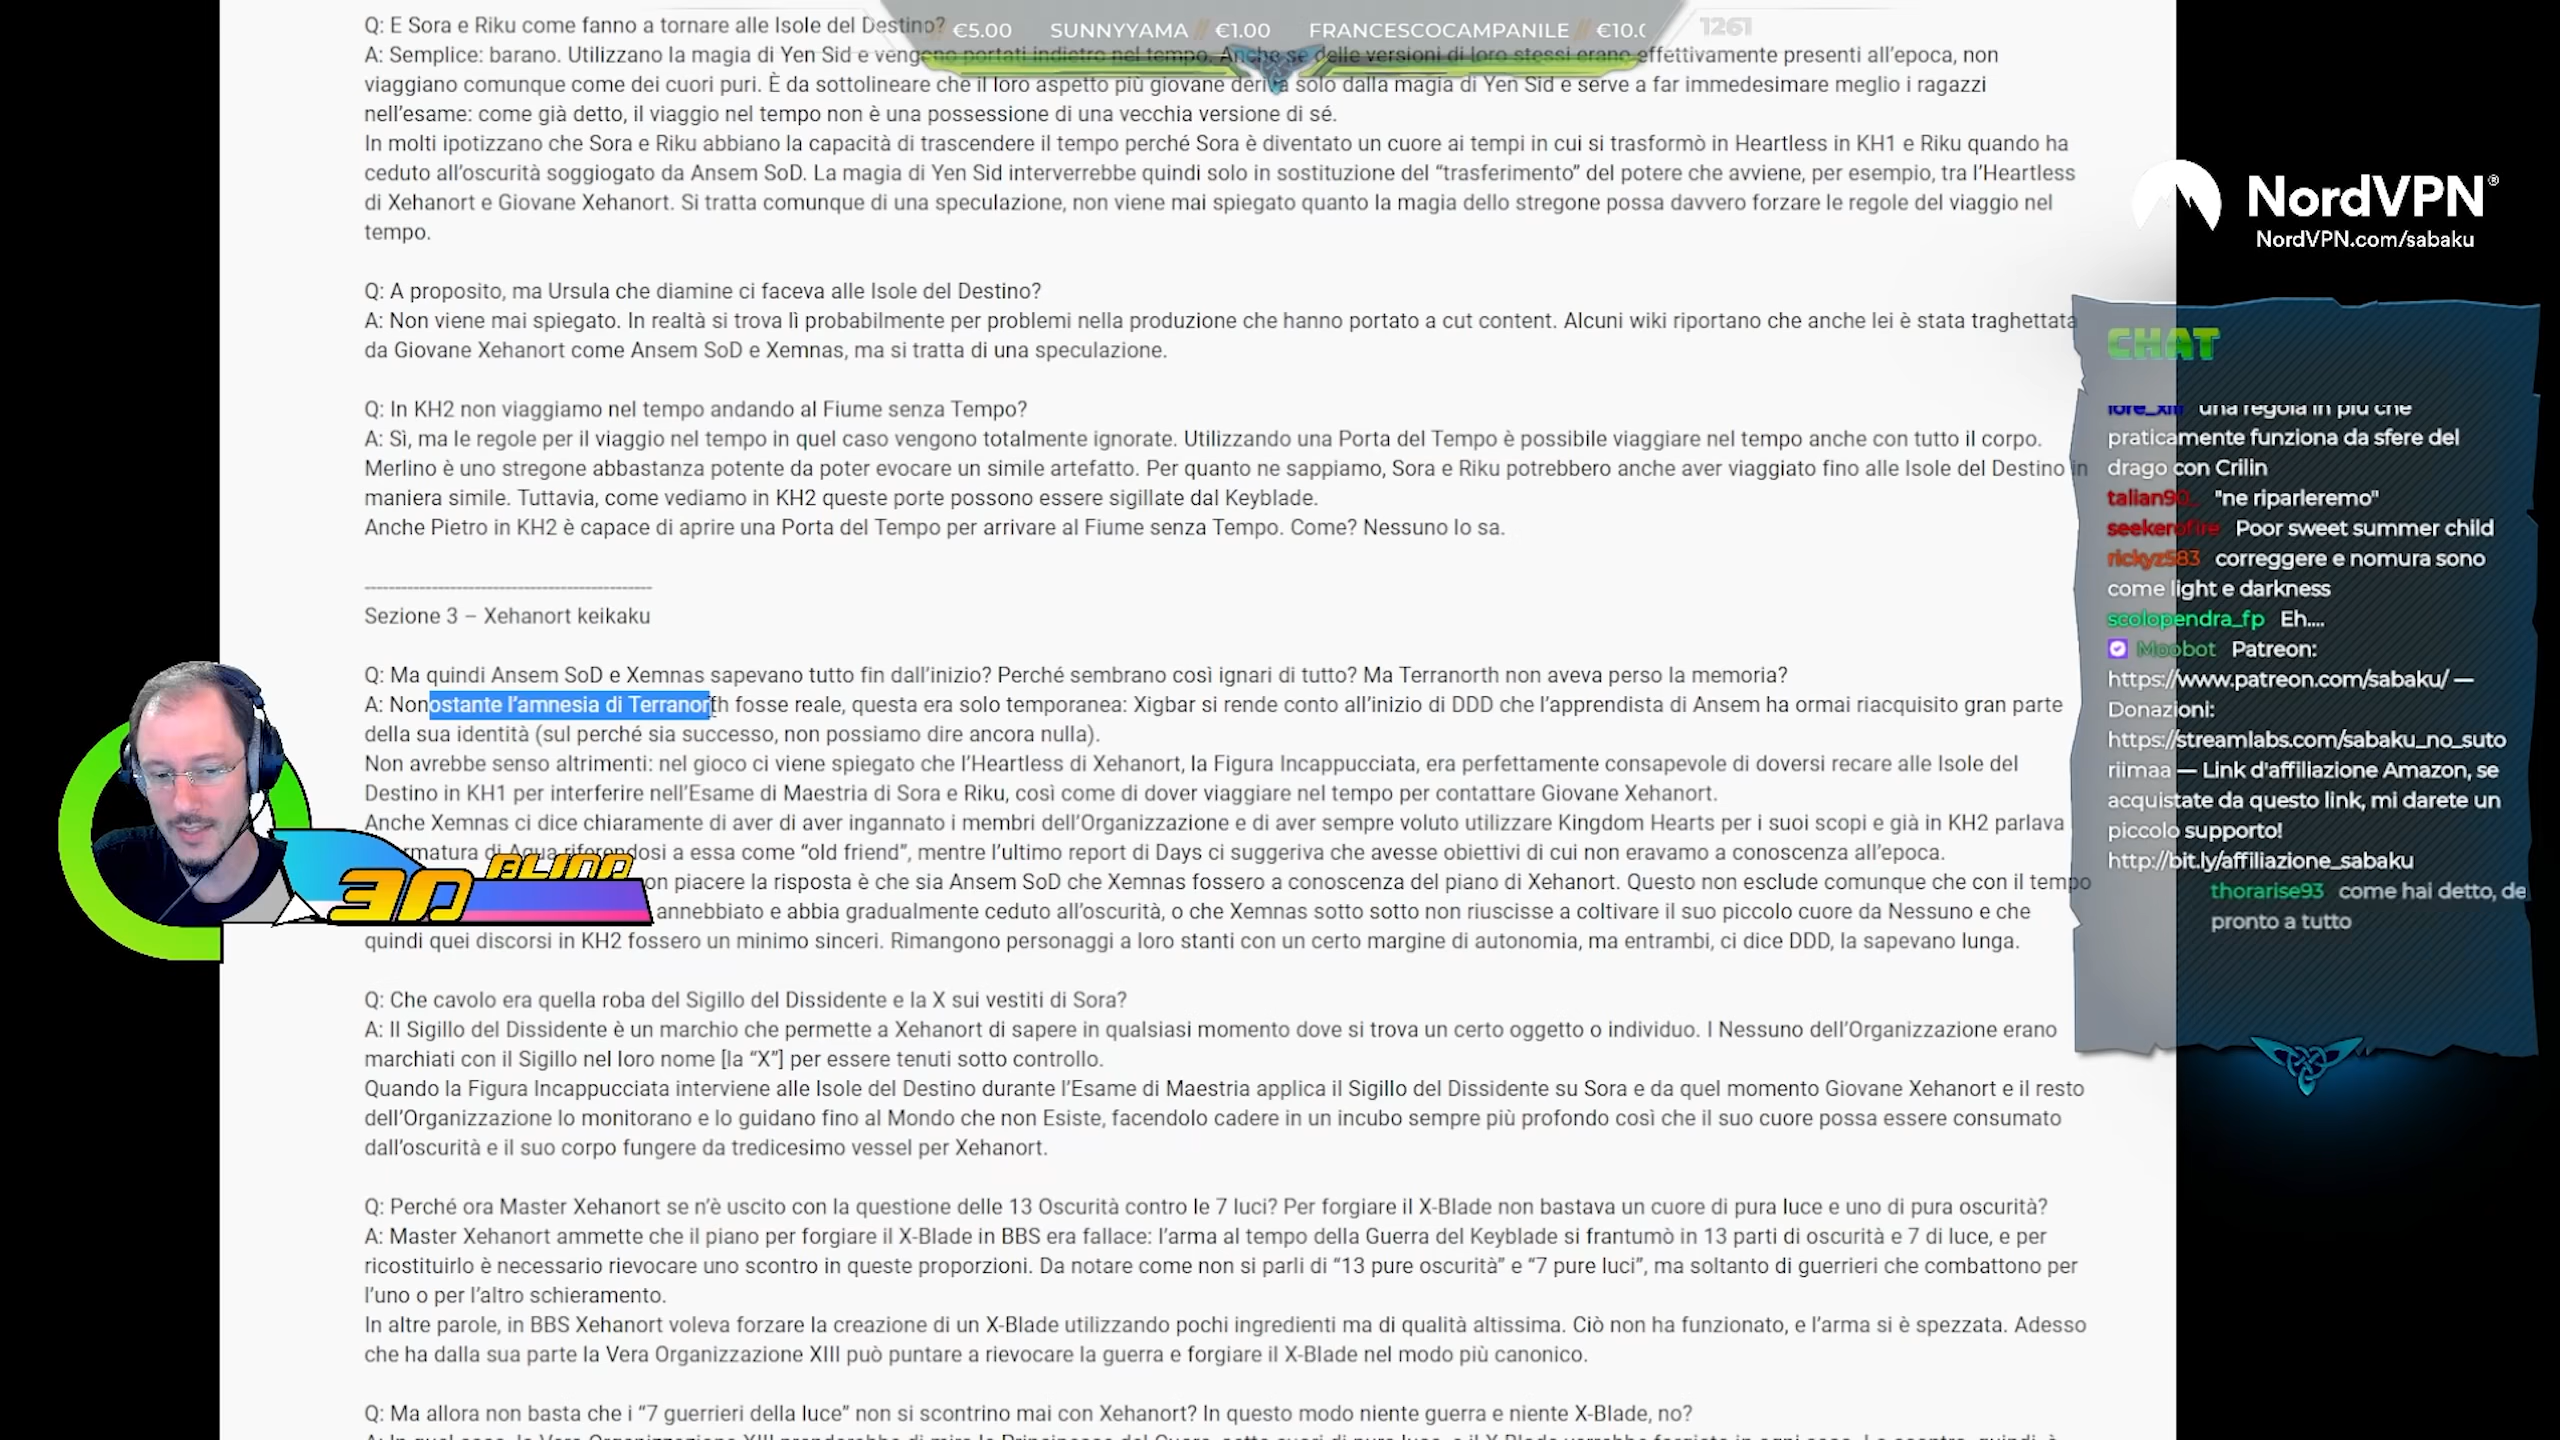 Q: E Sora e Riku come fanno a tornare alle Isole del Destino?
€5.00 SUNNYYAMA // €1.00 FRANCESCOCAMPANILE // €10.0
1261
A: Semplice: barano. Utilizzano la magia di Yen Sid e vengono portati indietro nel tempo. Anche se delle versioni di loro stessi erano effettivamente presenti all'epoca, non
viaggiano comunque come dei cuori puri. È da sottolineare che il loro aspetto più giovane deriva solo dalla magia di Yen Sid e serve a far immedesimare meglio i ragazzi
nell'esame: come già detto, il viaggio nel tempo non è una possessione di una vecchia versione di sé.
In molti ipotizzano che Sora e Riku abbiano la capacità di trascendere il tempo perché Sora è diventato un cuore ai tempi in cui si trasformò in Heartless in KH1 e Riku quando ha
ceduto all'oscurità soggiogato da Ansem SoD. La magia di Yen Sid interverrebbe quindi solo in sostituzione del “trasferimento” del potere che avviene, per esempio, tra l'Heartless
di Xehanort e Giovane Xehanort. Si tratta comunque di una speculazione, non viene mai spiegato quanto la magia dello stregone possa davvero forzare le regole del viaggio nel
tempo.
Q: A proposito, ma Ursula che diamine ci faceva alle Isole del Destino?
A: Non viene mai spiegato. In realtà si trova lì probabilmente per problemi nella produzione che hanno portato a cut content. Alcuni wiki riportano che anche lei è stata traghettata
da Giovane Xehanort come Ansem SoD e Xemnas, ma si tratta di una speculazione.
Q: In KH2 non viaggiamo nel tempo andando al Fiume senza Tempo?
A: Sì, ma le regole per il viaggio nel tempo in quel caso vengono totalmente ignorate. Utilizzando una Porta del Tempo è possibile viaggiare nel tempo anche con tutto il corpo.
Merlino è uno stregone abbastanza potente da poter evocare un simile artefatto. Per quanto ne sappiamo, Sora e Riku potrebbero anche aver viaggiato fino alle Isole del Destino in
maniera simile. Tuttavia, come vediamo in KH2 queste porte possono essere sigillate dal Keyblade.
Anche Pietro in KH2 è capace di aprire una Porta del Tempo per arrivare al Fiume senza Tempo. Come? Nessuno lo sa.
------------------------------------------------
Sezione 3 – Xehanort keikaku
Q: Ma quindi Ansem SoD e Xemnas sapevano tutto fin dall'inizio? Perché sembrano così ignari di tutto? Ma Terranorth non aveva perso la memoria?
A: Nonostante l'amnesia di Terranorth fosse reale, questa era solo temporanea: Xigbar si rende conto all'inizio di DDD che l'apprendista di Ansem ha ormai riacquisito gran parte
della sua identità (sul perché sia successo, non possiamo dire ancora nulla).
Non avrebbe senso altrimenti: nel gioco ci viene spiegato che l'Heartless di Xehanort, la Figura Incappucciata, era perfettamente consapevole di doversi recare alle Isole del
Destino in KH1 per interferire nell'Esame di Maestria di Sora e Riku, così come di dover viaggiare nel tempo per contattare Giovane Xehanort.
Anche Xemnas ci dice chiaramente di aver di aver ingannato i membri dell'Organizzazione e di aver sempre voluto utilizzare Kingdom Hearts per i suoi scopi e già in KH2 parlava
rmatura di Aqua riferendosi a essa come “old friend”, mentre l'ultimo report di Days ci suggeriva che avesse obiettivi di cui non eravamo a conoscenza all'epoca.
on piacere la risposta è che sia Ansem SoD che Xemnas fossero a conoscenza del piano di Xehanort. Questo non esclude comunque che con il tempo
annebbiato e abbia gradualmente ceduto all'oscurità, o che Xemnas sotto sotto non riuscisse a coltivare il suo piccolo cuore da Nessuno e che
quindi quei discorsi in KH2 fossero un minimo sinceri. Rimangono personaggi a loro stanti con un certo margine di autonomia, ma entrambi, ci dice DDD, la sapevano lunga.
Q: Che cavolo era quella roba del Sigillo del Dissidente e la X sui vestiti di Sora?
A: Il Sigillo del Dissidente è un marchio che permette a Xehanort di sapere in qualsiasi momento dove si trova un certo oggetto o individuo. I Nessuno dell'Organizzazione erano
marchiati con il Sigillo nel loro nome [la “X”] per essere tenuti sotto controllo.
Quando la Figura Incappucciata interviene alle Isole del Destino durante l'Esame di Maestria applica il Sigillo del Dissidente su Sora e da quel momento Giovane Xehanort e il resto
dell'Organizzazione lo monitorano e lo guidano fino al Mondo che non Esiste, facendolo cadere in un incubo sempre più profondo così che il suo cuore possa essere consumato
dall'oscurità e il suo corpo fungere da tredicesimo vessel per Xehanort.
Q: Perché ora Master Xehanort se n'è uscito con la questione delle 13 Oscurità contro le 7 luci? Per forgiare il X-Blade non bastava un cuore di pura luce e uno di pura oscurità?
A: Master Xehanort ammette che il piano per forgiare il X-Blade in BBS era fallace: l'arma al tempo della Guerra del Keyblade si frantumò in 13 parti di oscurità e 7 di luce, e per
ricostituirlo è necessario rievocare uno scontro in queste proporzioni. Da notare come non si parli di “13 pure oscurità” e “7 pure luci”, ma soltanto di guerrieri che combattono per
l'uno o per l'altro schieramento.
In altre parole, in BBS Xehanort voleva forzare la creazione di un X-Blade utilizzando pochi ingredienti ma di qualità altissima. Ciò non ha funzionato, e l'arma si è spezzata. Adesso
che ha dalla sua parte la Vera Organizzazione XIII può puntare a rievocare la guerra e forgiare il X-Blade nel modo più canonico.
Q: Ma allora non basta che i “7 guerrieri della luce” non si scontrino mai con Xehanort? In questo modo niente guerra e niente X-Blade, no?
3D BLIND
NordVPN®
NordVPN.com/sabaku
CHAT
lore_xiii una regola in più che
praticamente funziona da sfere del
drago con Crilin
talian90_ "ne riparleremo"
seekerofire Poor sweet summer child
rickyz583 correggere e nomura sono
come light e darkness
scolopendra_fp Eh....
Moobot Patreon:
https://www.patreon.com/sabaku/ —
Donazioni:
https://streamlabs.com/sabaku_no_suto
riimaa — Link d'affiliazione Amazon, se
acquistate da questo link, mi darete un
piccolo supporto!
http://bit.ly/affiliazione_sabaku
thorarise93 come hai detto, de
pronto a tutto